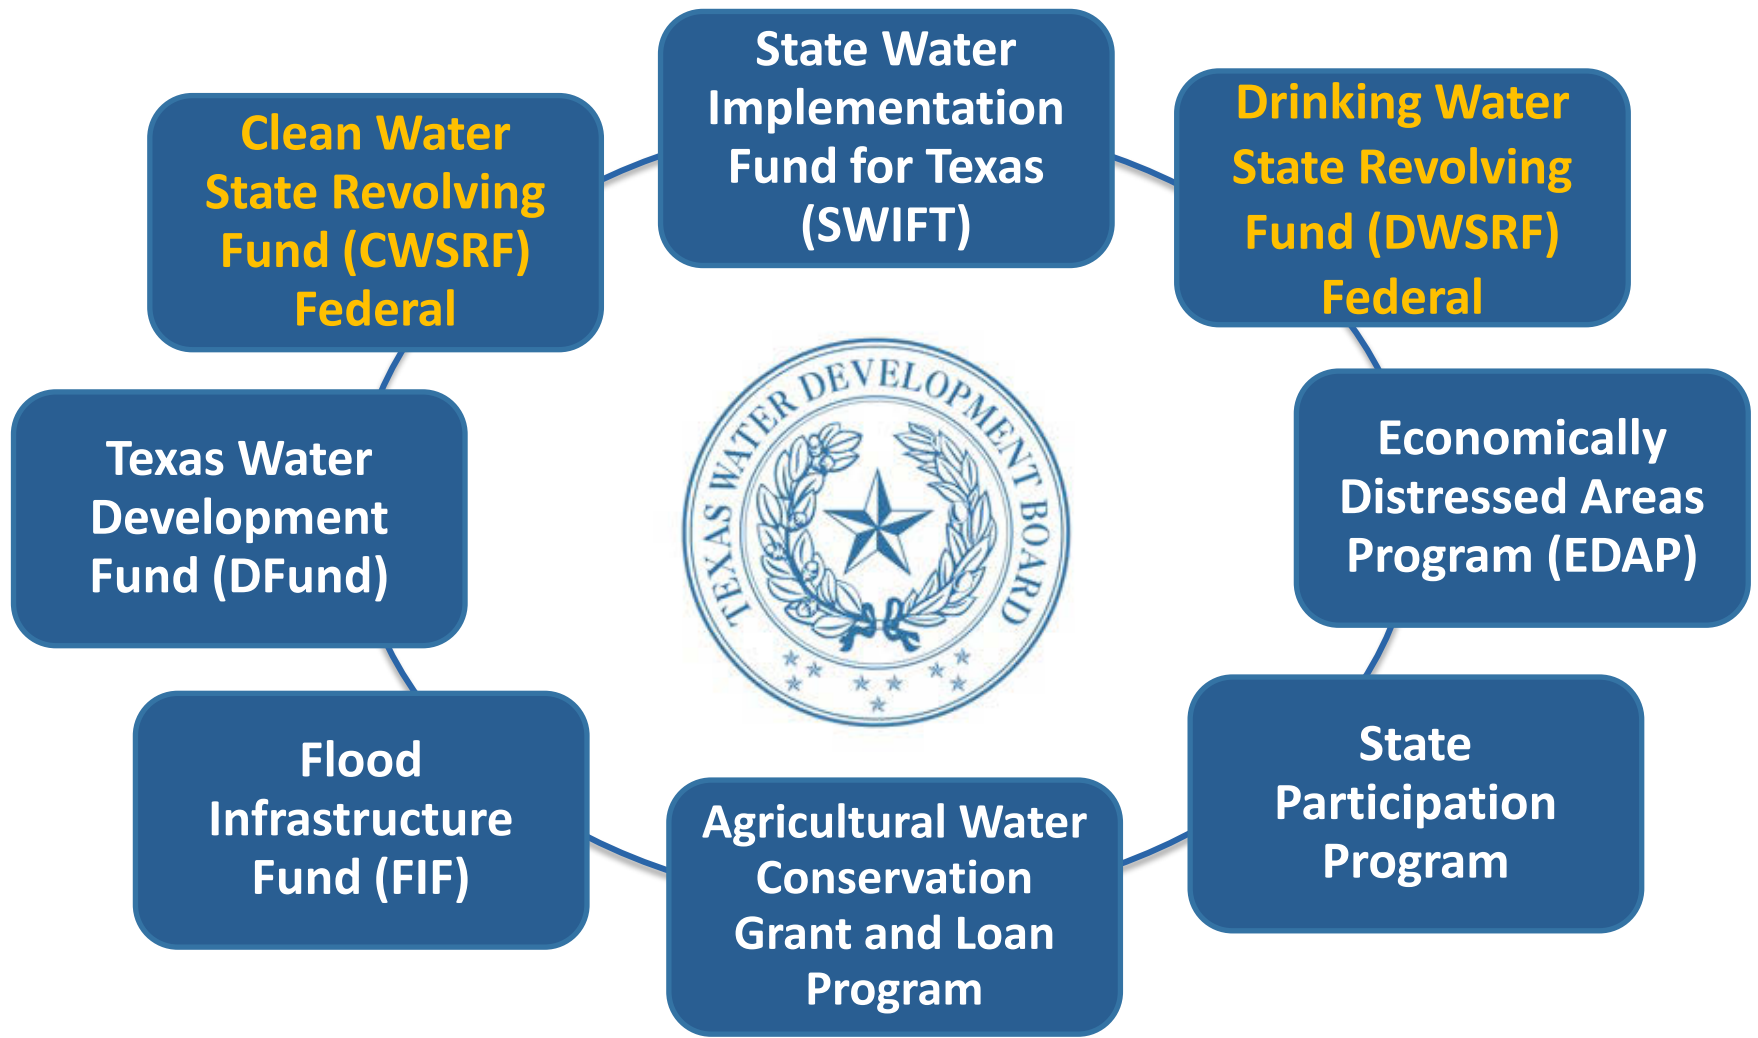 State Water
Implementation
Fund for Texas
(SWIFT)
Drinking Water
State Revolving
Fund (DWSRF)
Federal
Economically
Distressed Areas
Program (EDAP)
State
Participation
Program
Agricultural Water
Conservation
Grant and Loan
Program
Flood
Infrastructure
Fund (FIF)
Texas Water
Development
Fund (DFund)
Clean Water
State Revolving
Fund (CWSRF)
Federal
TEXAS WATER DEVELOPMENT BOARD